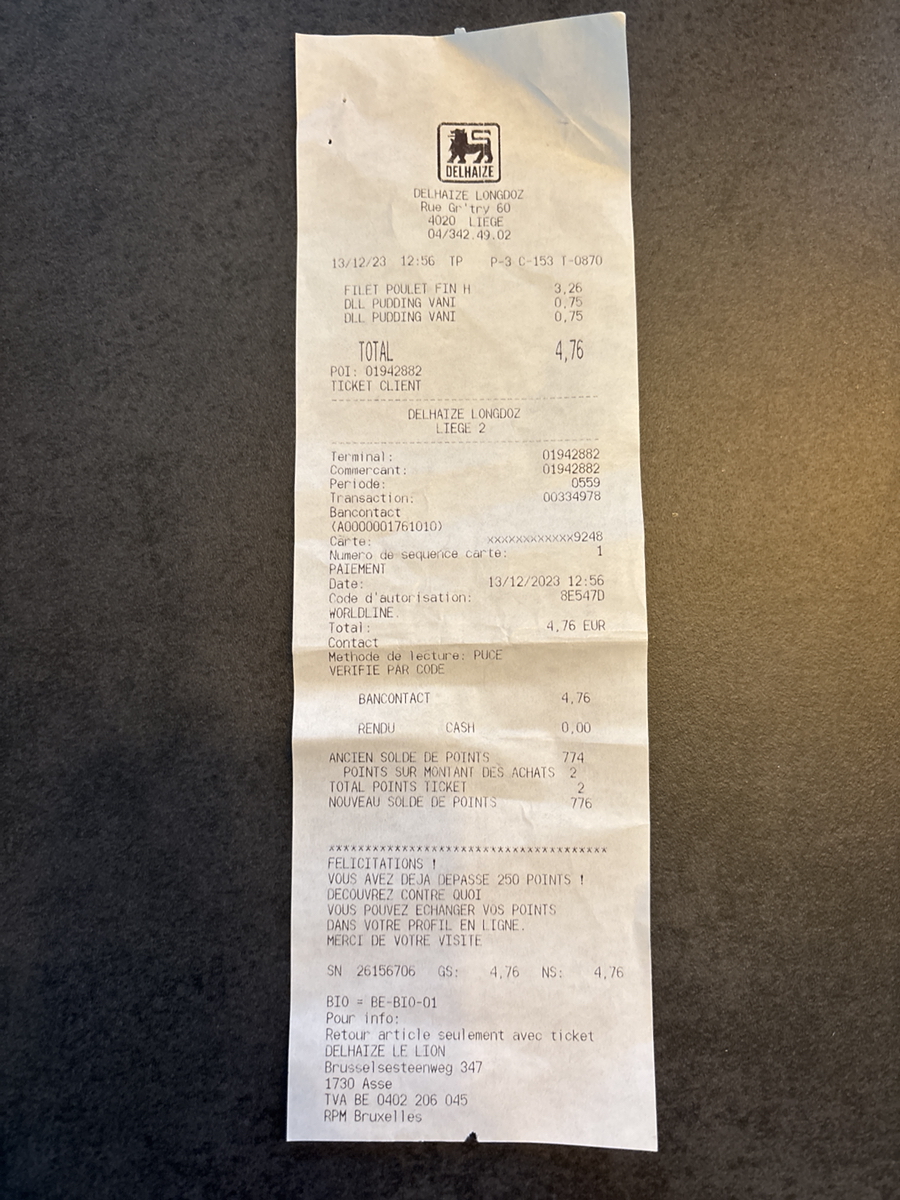 DELHAIZE
DELHAIZE LONGDOZ
Rue Gr'try 60
4020 LIEGE
04/342.49.02
13/12/23 12:56 TP P-3 C-153 T-0870
FILET POULET FIN H 3,26
DLL PUDDING VANI 0,75
DLL PUDDING VANI 0,75
TOTAL 4,76
POI: 01942882
TICKET CLIENT
DELHAIZE LONGDOZ
LIEGE 2
Terminal: 01942882
Commercant: 01942882
Periode: 0559
Transaction: 00334978
Bancontact
(A0000001761010)
Carte: xxxxxxxxxxxx9248
Numero de sequence carte: 1
PAIEMENT
Date: 13/12/2023 12:56
Code d'autorisation: 8E547D
WORLDLINE.
Total: 4,76 EUR
Contact
Methode de lecture: PUCE
VERIFIE PAR CODE
BANCONTACT 4,76
RENDU CASH 0,00
ANCIEN SOLDE DE POINTS 774
POINTS SUR MONTANT DES ACHATS 2
TOTAL POINTS TICKET 2
NOUVEAU SOLDE DE POINTS 776
**************************************
FELICITATIONS !
VOUS AVEZ DEJA DEPASSE 250 POINTS !
DECOUVREZ CONTRE QUOI
VOUS POUVEZ ECHANGER VOS POINTS
DANS VOTRE PROFIL EN LIGNE.
MERCI DE VOTRE VISITE
SN 26156706 GS: 4,76 NS: 4,76
BIO = BE-BIO-01
Pour info:
Retour article seulement avec ticket
DELHAIZE LE LION
Brusselsesteenweg 347
1730 Asse
TVA BE 0402 206 045
RPM Bruxelles